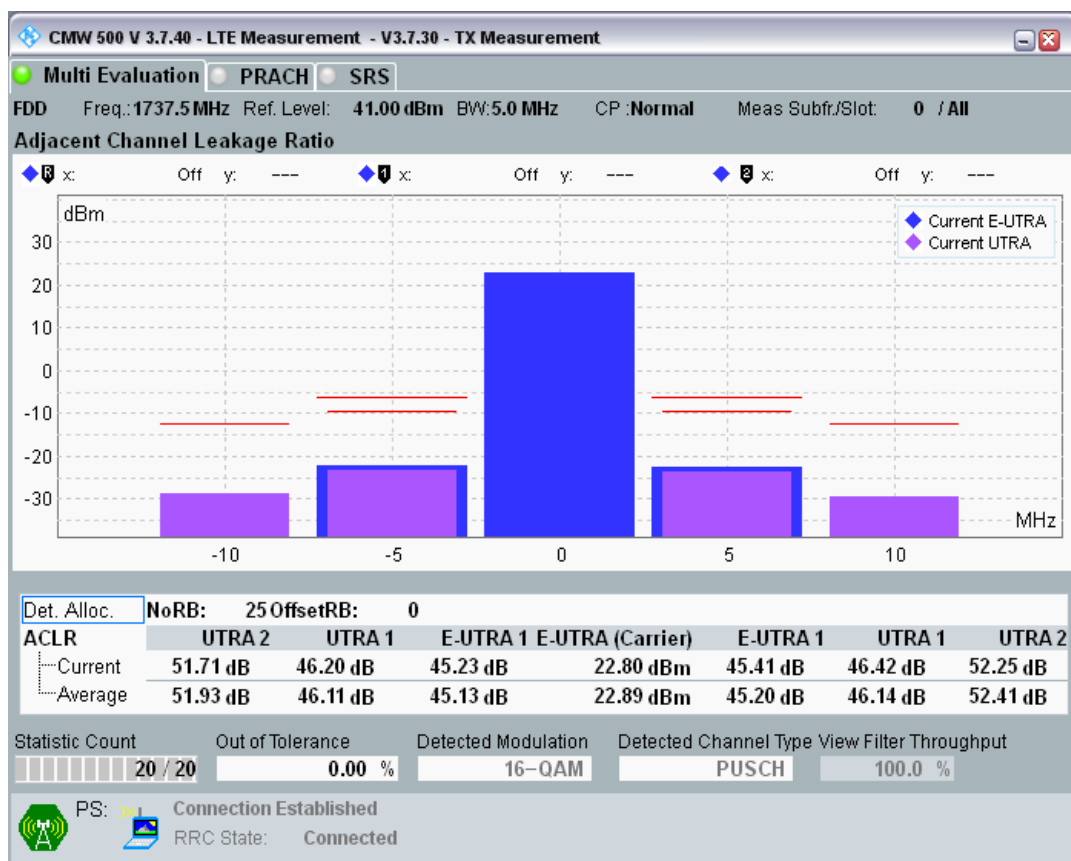 CMW 500 V 3.7.40 - LTE Measurement - V3.7.30 - TX Measurement
Multi Evaluation PRACH SRS
FDD Freq.: 1737.5 MHz Ref. Level: 41.00 dBm BW: 5.0 MHz CP : Normal Meas Subfr./Slot: 0 / All
Adjacent Channel Leakage Ratio
R x: Off y: --- 1 x: Off y: --- 2 x: Off y: ---
dBm
Current E-UTRA
Current UTRA
30
20
10
0
-10
-20
-30
MHz
-10 -5 0 5 10
Det. Alloc. NoRB: 25 OffsetRB: 0
ACLR UTRA 2 UTRA 1 E-UTRA 1 E-UTRA (Carrier) E-UTRA 1 UTRA 1 UTRA 2
Current 51.71 dB 46.20 dB 45.23 dB 22.80 dBm 45.41 dB 46.42 dB 52.25 dB
Average 51.93 dB 46.11 dB 45.13 dB 22.89 dBm 45.20 dB 46.14 dB 52.41 dB
Statistic Count Out of Tolerance Detected Modulation Detected Channel Type View Filter Throughput
20 / 20 0.00 % 16-QAM PUSCH 100.0 %
PS: Connection Established
RRC State: Connected